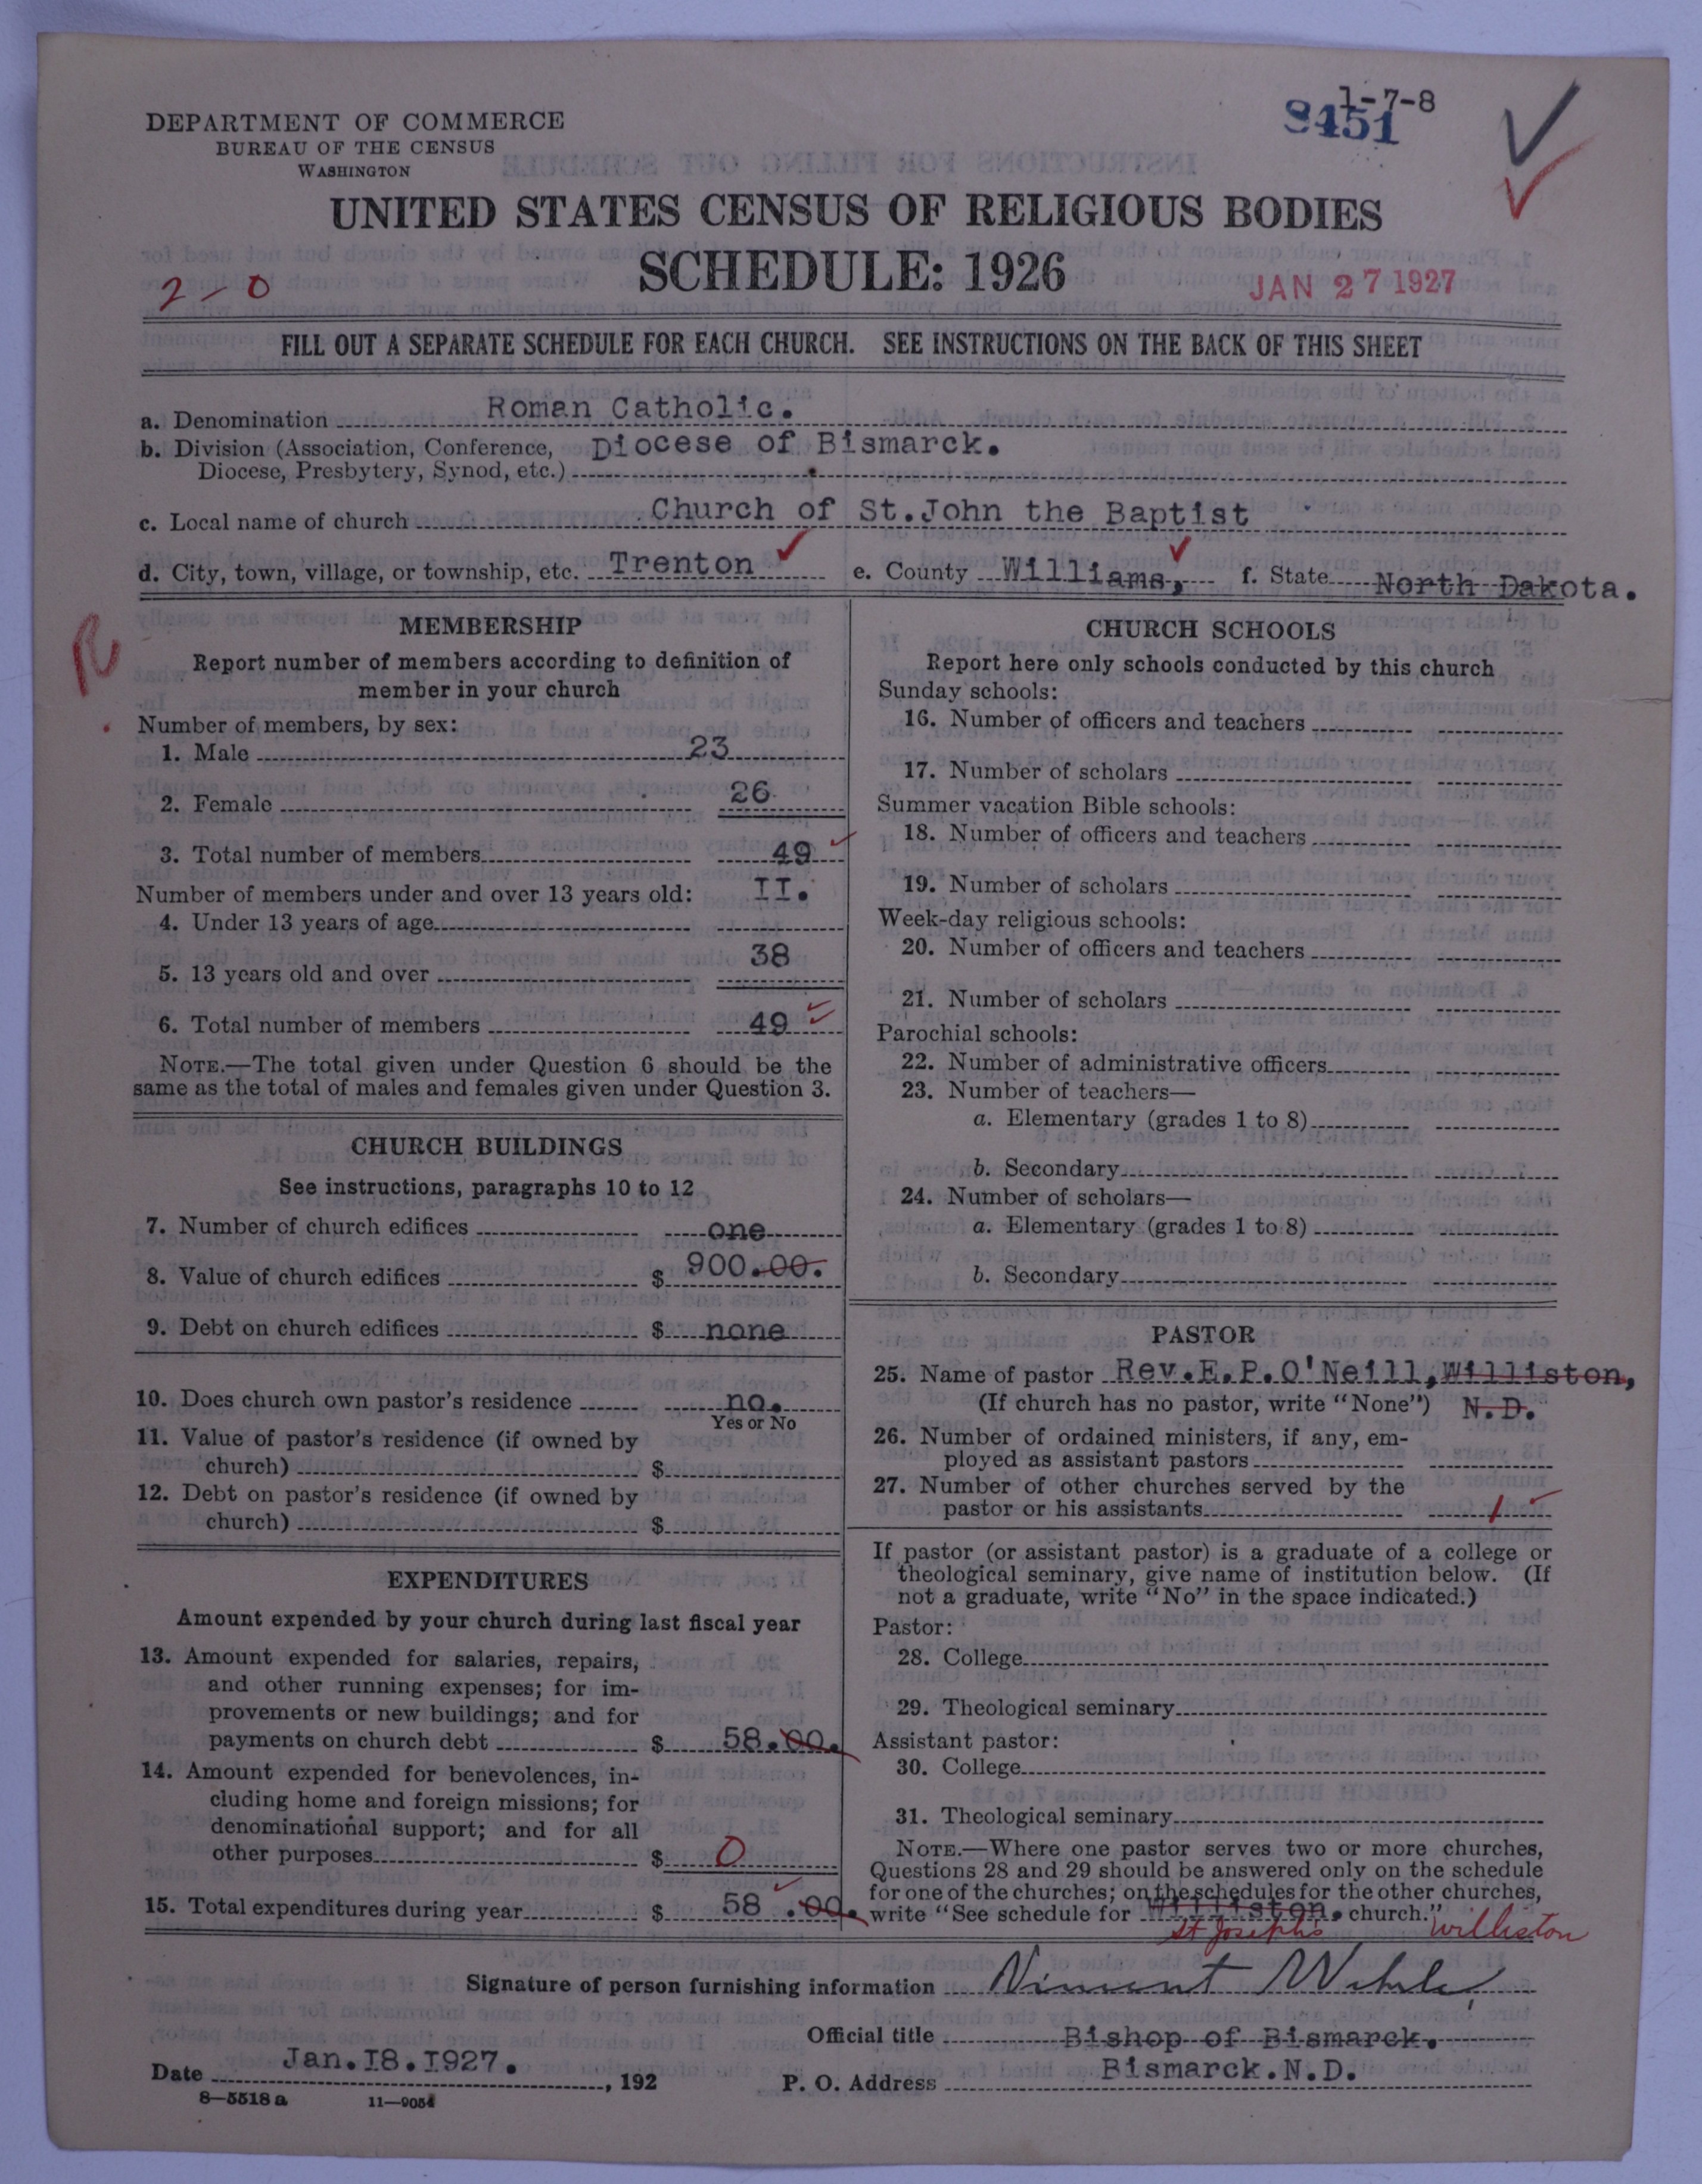 DEPARTMENT OF COMMERCE
BUREAU OF THE CENSUS
WASHINGTON
1-7-8
8451
UNITED STATES CENSUS OF RELIGIOUS BODIES
SCHEDULE: 1926
2-0
JAN 27 1927
FILL OUT A SEPARATE SCHEDULE FOR EACH CHURCH. SEE INSTRUCTIONS ON THE BACK OF THIS SHEET
a. Denomination Roman Catholic.
b. Division (Association, Conference, Diocese of Bismarck.
Diocese, Presbytery, Synod, etc.)
c. Local name of church Church of St.John the Baptist
d. City, town, village, or township, etc. Trenton ✓ e. County Williams, ✓ f. State North Dakota.
R
MEMBERSHIP
Report number of members according to definition of
member in your church
Number of members, by sex:
1. Male 23
2. Female 26
3. Total number of members 49
Number of members under and over 13 years old: II.
4. Under 13 years of age
5. 13 years old and over 38
6. Total number of members 49
NOTE.—The total given under Question 6 should be the
same as the total of males and females given under Question 3.
CHURCH BUILDINGS
See instructions, paragraphs 10 to 12
7. Number of church edifices one
8. Value of church edifices $ 900.00.
9. Debt on church edifices $ none
10. Does church own pastor's residence no.
Yes or No
11. Value of pastor's residence (if owned by
church) $
12. Debt on pastor's residence (if owned by
church) $
EXPENDITURES
Amount expended by your church during last fiscal year
13. Amount expended for salaries, repairs,
and other running expenses; for im-
provements or new buildings; and for
payments on church debt $ 58.00.
14. Amount expended for benevolences, in-
cluding home and foreign missions; for
denominational support; and for all
other purposes $ 0
15. Total expenditures during year $ 58.00.
CHURCH SCHOOLS
Report here only schools conducted by this church
Sunday schools:
16. Number of officers and teachers
17. Number of scholars
Summer vacation Bible schools:
18. Number of officers and teachers
19. Number of scholars
Week-day religious schools:
20. Number of officers and teachers
21. Number of scholars
Parochial schools:
22. Number of administrative officers
23. Number of teachers—
a. Elementary (grades 1 to 8)
b. Secondary
24. Number of scholars—
a. Elementary (grades 1 to 8)
b. Secondary
PASTOR
25. Name of pastor Rev.E.P.O'Neill, Williston,
(If church has no pastor, write "None") N.D.
26. Number of ordained ministers, if any, em-
ployed as assistant pastors
27. Number of other churches served by the
pastor or his assistants 1
If pastor (or assistant pastor) is a graduate of a college or
theological seminary, give name of institution below. (If
not a graduate, write "No" in the space indicated.)
Pastor:
28. College
29. Theological seminary
Assistant pastor:
30. College
31. Theological seminary
NOTE.—Where one pastor serves two or more churches,
Questions 28 and 29 should be answered only on the schedule
for one of the churches; on the schedules for the other churches,
write "See schedule for Williston. church."
St Josephs Williston
Signature of person furnishing information Vincent Wehrle,
Official title Bishop of Bismarck.
Date Jan.I8.I927. , 192
P. O. Address Bismarck.N.D.
8—5518 a 11—9054